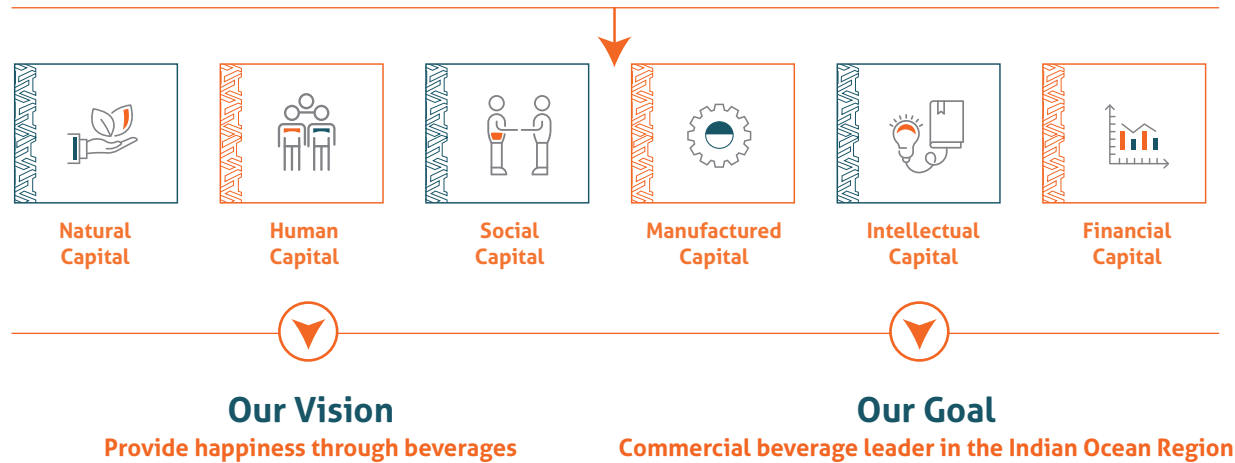 Natural
Capital
Human
Capital
Social
Capital
Manufactured
Capital
Intellectual
Capital
Financial
Capital
Our Vision
Provide happiness through beverages
Our Goal
Commercial beverage leader in the Indian Ocean Region